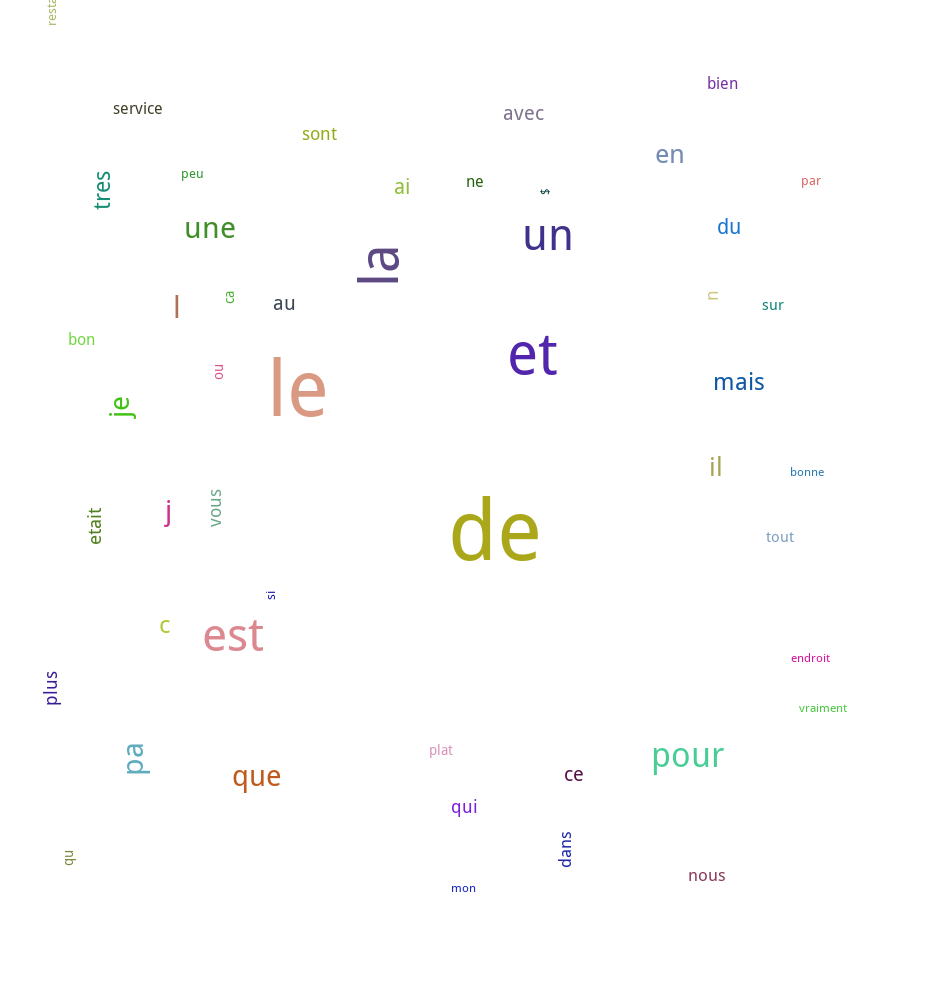 resta
bien
service
avec
sont
en
tres
peu
ai
ne
$
par
une
un
du
la
l
ca
au
n
sur
bon
et
ou
le
mais
je
il
bonne
etait
j
vous
de
tout
si
c
est
endroit
plus
vraiment
pa
plat
pour
que
ce
qui
dans
qu
nous
mon